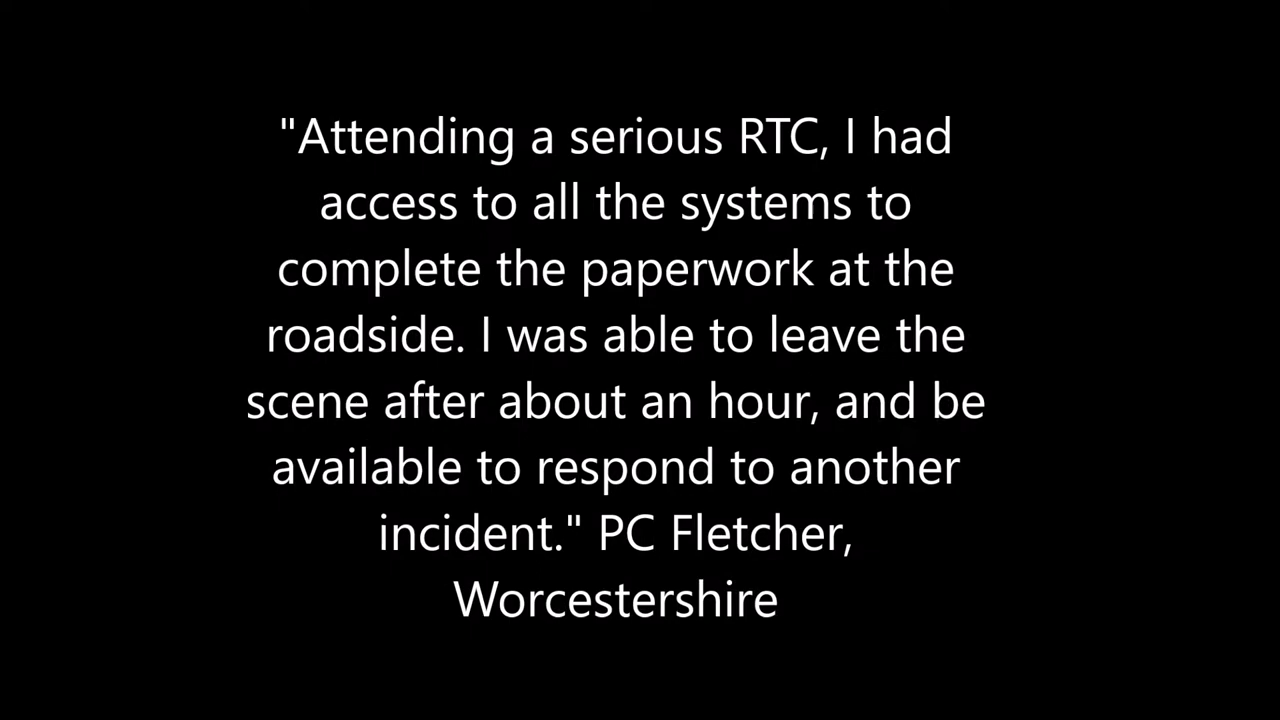 "Attending a serious RTC, I had
access to all the systems to
complete the paperwork at the
roadside. I was able to leave the
scene after about an hour, and be
available to respond to another
incident." PC Fletcher,
Worcestershire